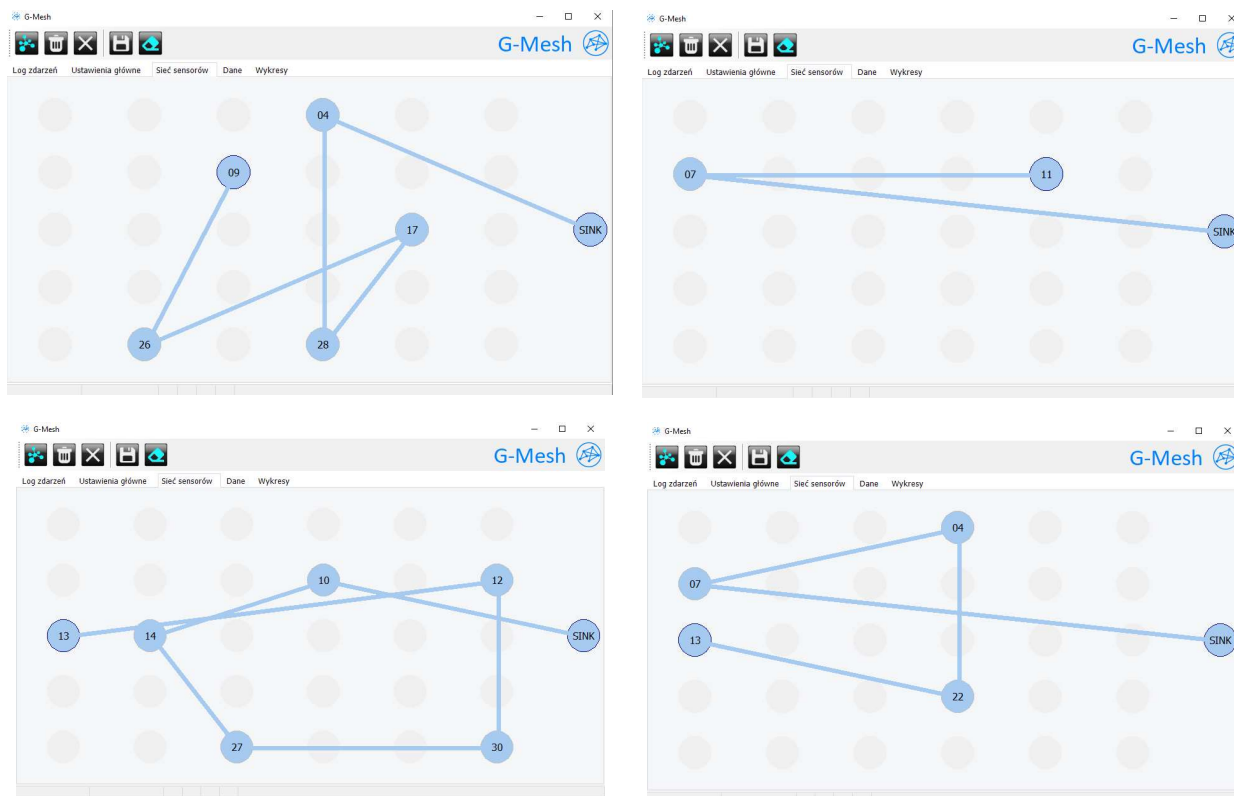 G-Mesh
G-Mesh
Log zdarzeń Ustawienia główne Sieć sensorów Dane Wykresy
04
09
17
SINK
26
28
G-Mesh
G-Mesh
Log zdarzeń Ustawienia główne Sieć sensorów Dane Wykresy
07
11
SINK
G-Mesh
G-Mesh
Log zdarzeń Ustawienia główne Sieć sensorów Dane Wykresy
10
12
13
14
SINK
27
30
G-Mesh
G-Mesh
Log zdarzeń Ustawienia główne Sieć sensorów Dane Wykresy
04
07
13
SINK
22